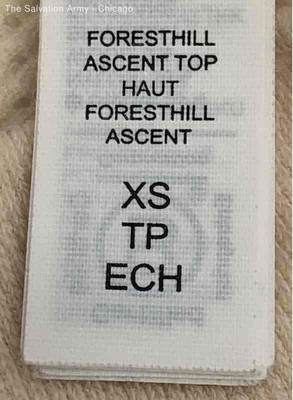 The Salvation Army - Chicago
FORESTHILL
ASCENT TOP
HAUT
FORESTHILL
ASCENT
XS
TP
ECH